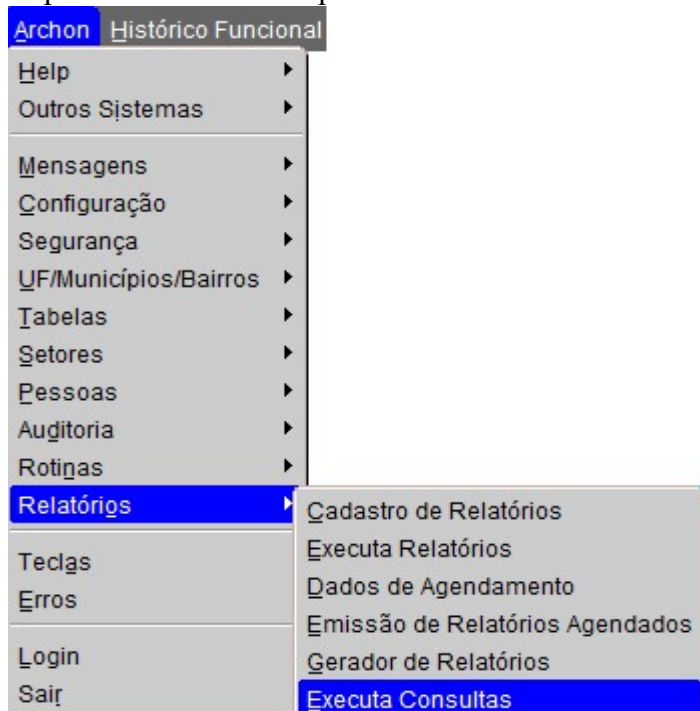 Archon Histórico Funcional
Help
Outros Sistemas
Mensagens
Configuração
Segurança
UF/Municípios/Bairros
Tabelas
Setores
Pessoas
Auditoria
Rotinas
Relatórios
Cadastro de Relatórios
Executa Relatórios
Dados de Agendamento
Emissão de Relatórios Agendados
Gerador de Relatórios
Executa Consultas
Teclas
Erros
Login
Sair